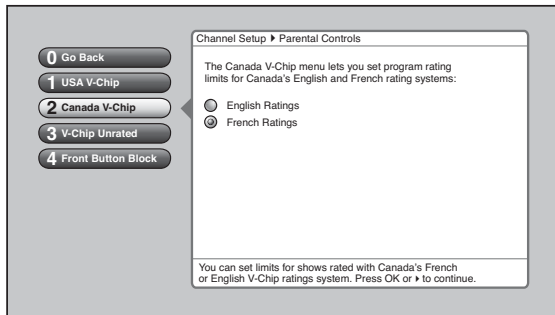 Channel Setup ▸ Parental Controls
0 Go Back
1 USA V-Chip
2 Canada V-Chip
3 V-Chip Unrated
4 Front Button Block
The Canada V-Chip menu lets you set program rating
limits for Canada's English and French rating systems:
English Ratings
French Ratings
You can set limits for shows rated with Canada's French
or English V-Chip ratings system. Press OK or ▸ to continue.